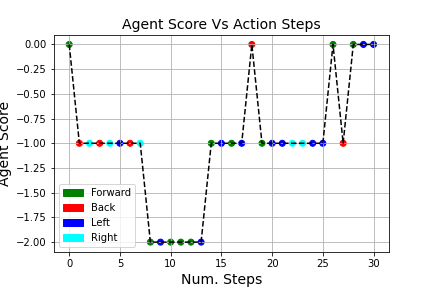 Agent Score Vs Action Steps
0.00
−0.25
−0.50
−0.75
−1.00
−1.25
−1.50
−1.75
−2.00
Agent Score
Forward
Back
Left
Right
0 5 10 15 20 25 30
Num. Steps